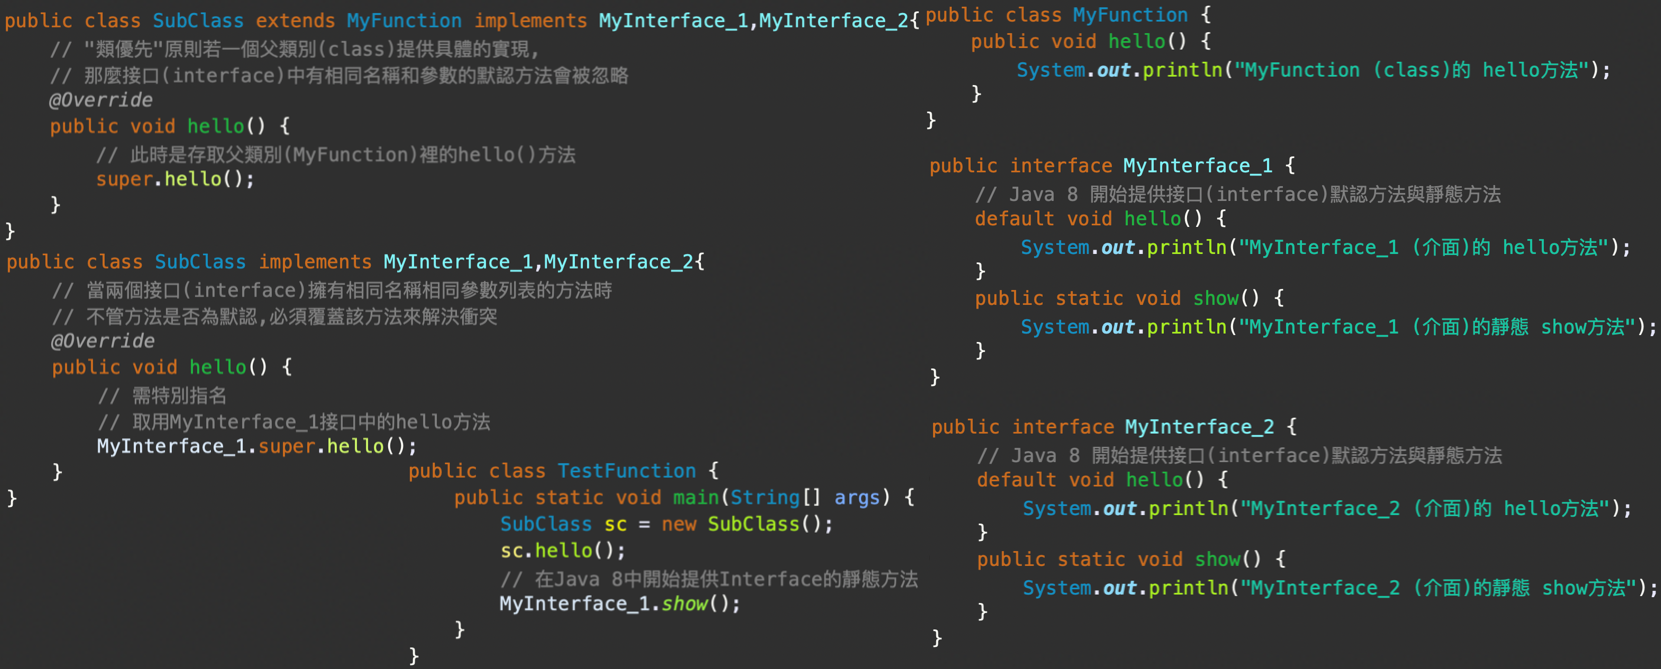 public class SubClass extends MyFunction implements MyInterface_1,MyInterface_2{
// "類優先"原則若一個父類別(class)提供具體的實現,
// 那麼接口(interface)中有相同名稱和參數的默認方法會被忽略
@Override
public void hello() {
// 此時是存取父類別(MyFunction)裡的hello()方法
super.hello();
}
}
public class SubClass implements MyInterface_1,MyInterface_2{
// 當兩個接口(interface)擁有相同名稱相同參數列表的方法時
// 不管方法是否為默認,必須覆蓋該方法來解決衝突
@Override
public void hello() {
// 需特別指名
// 取用MyInterface_1接口中的hello方法
MyInterface_1.super.hello();
}
}
public class TestFunction {
public static void main(String[] args) {
SubClass sc = new SubClass();
sc.hello();
// 在Java 8中開始提供Interface的靜態方法
MyInterface_1.show();
}
}
public class MyFunction {
public void hello() {
System.out.println("MyFunction (class)的 hello方法");
}
}
public interface MyInterface_1 {
// Java 8 開始提供接口(interface)默認方法與靜態方法
default void hello() {
System.out.println("MyInterface_1 (介面)的 hello方法");
}
public static void show() {
System.out.println("MyInterface_1 (介面)的靜態 show方法");
}
}
public interface MyInterface_2 {
// Java 8 開始提供接口(interface)默認方法與靜態方法
default void hello() {
System.out.println("MyInterface_2 (介面)的 hello方法");
}
public static void show() {
System.out.println("MyInterface_2 (介面)的靜態 show方法");
}
}